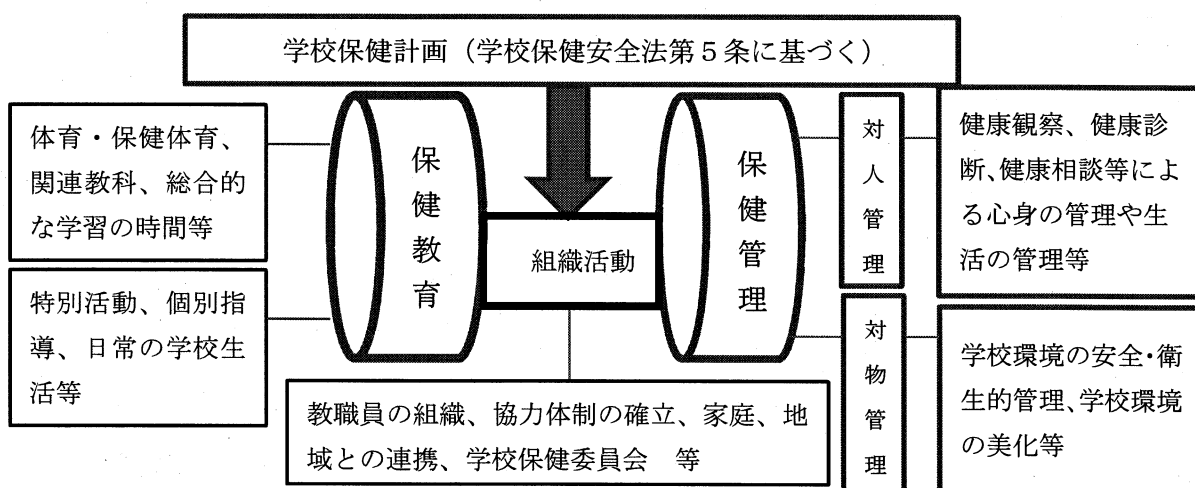 学校保健計画（学校保健安全法第５条に基づく）
体育・保健体育、
関連教科、総合的
な学習の時間等
特別活動、個別指
導、日常の学校生
活等
保健教育
組織活動
保健管理
対人管理
健康観察、健康診
断、健康相談等によ
る心身の管理や生
活の管理等
対物管理
学校環境の安全・衛
生的管理、学校環境
の美化等
教職員の組織、協力体制の確立、家庭、地
域との連携、学校保健委員会　等